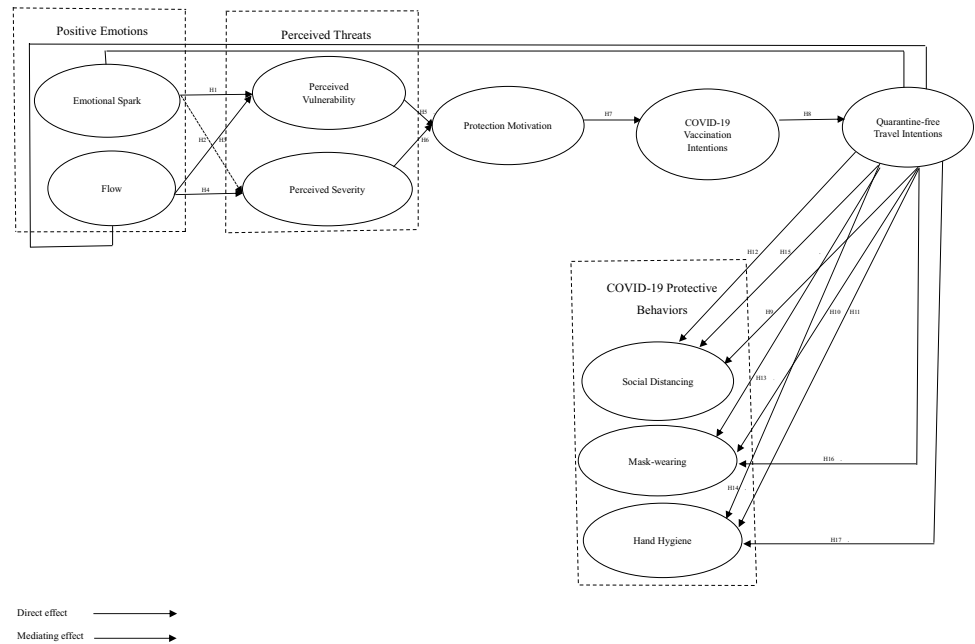 Positive Emotions
Perceived Threats
Emotional Spark
Flow
Perceived
Vulnerability
Perceived Severity
Protection Motivation
COVID-19
Vaccination
Intentions
Quarantine-free
Travel Intentions
H1
H2
H3
H4
H5
H6
H7
H8
H12
H15
H9
H10
H11
H13
H16
H14
H17
COVID-19 Protective
Behaviors
Social Distancing
Mask-wearing
Hand Hygiene
Direct effect
Mediating effect